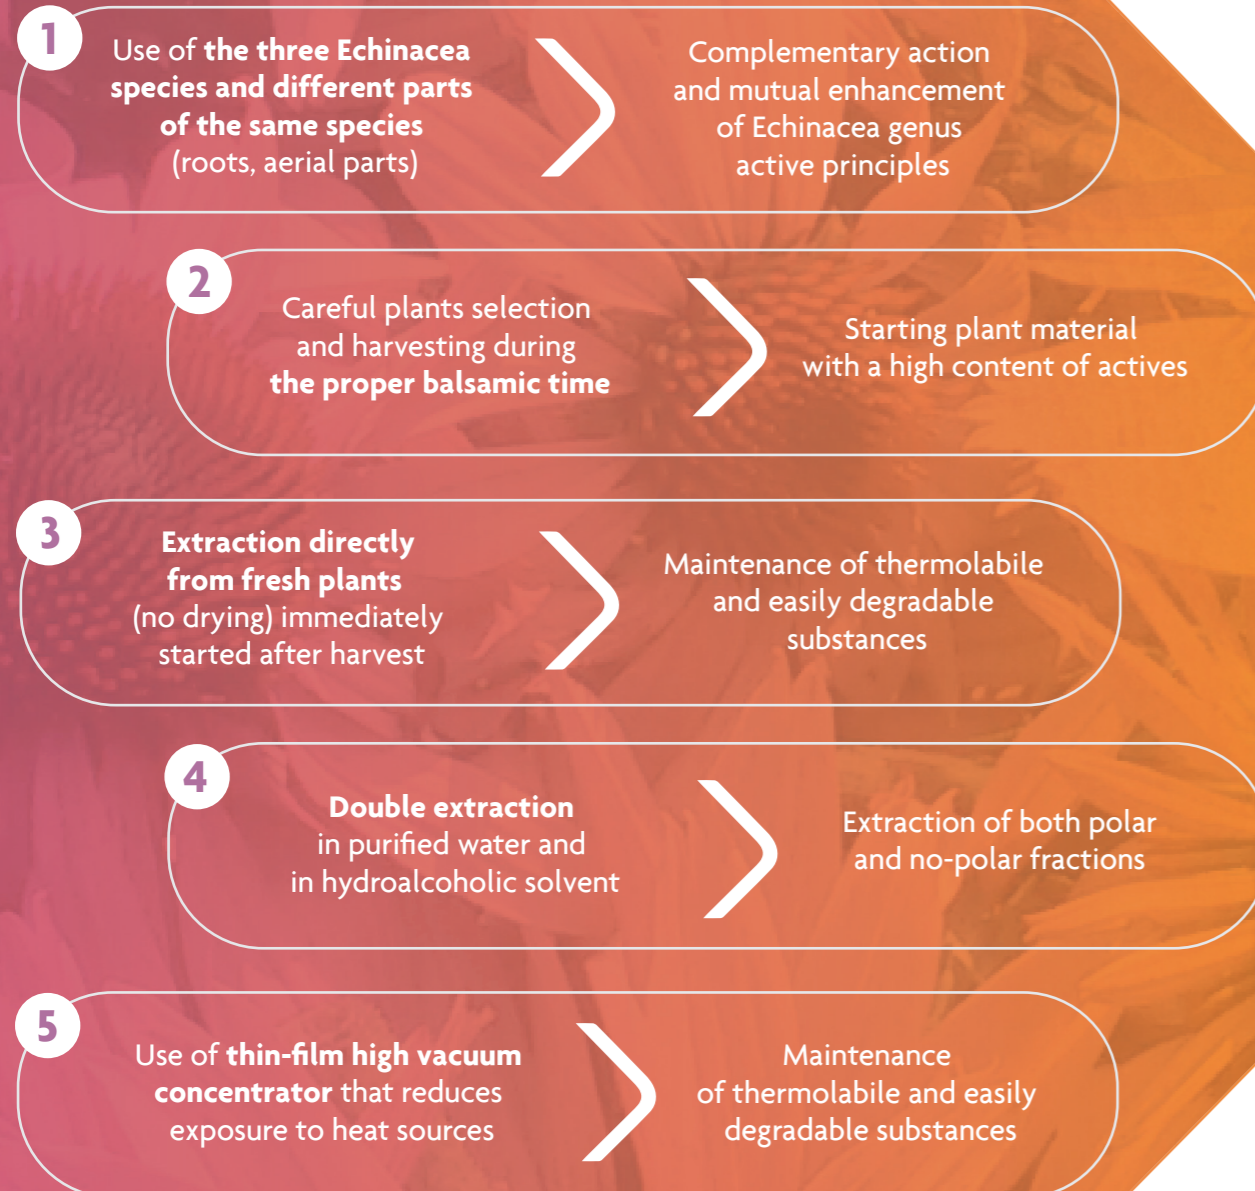 1
Use of the three Echinacea
species and different parts
of the same species
(roots, aerial parts)
Complementary action
and mutual enhancement
of Echinacea genus
active principles
2
Careful plants selection
and harvesting during
the proper balsamic time
Starting plant material
with a high content of actives
3
Extraction directly
from fresh plants
(no drying) immediately
started after harvest
Maintenance of thermolabile
and easily degradable
substances
4
Double extraction
in purified water and
in hydroalcoholic solvent
Extraction of both polar
and no-polar fractions
5
Use of thin-film high vacuum
concentrator that reduces
exposure to heat sources
Maintenance
of thermolabile and easily
degradable substances